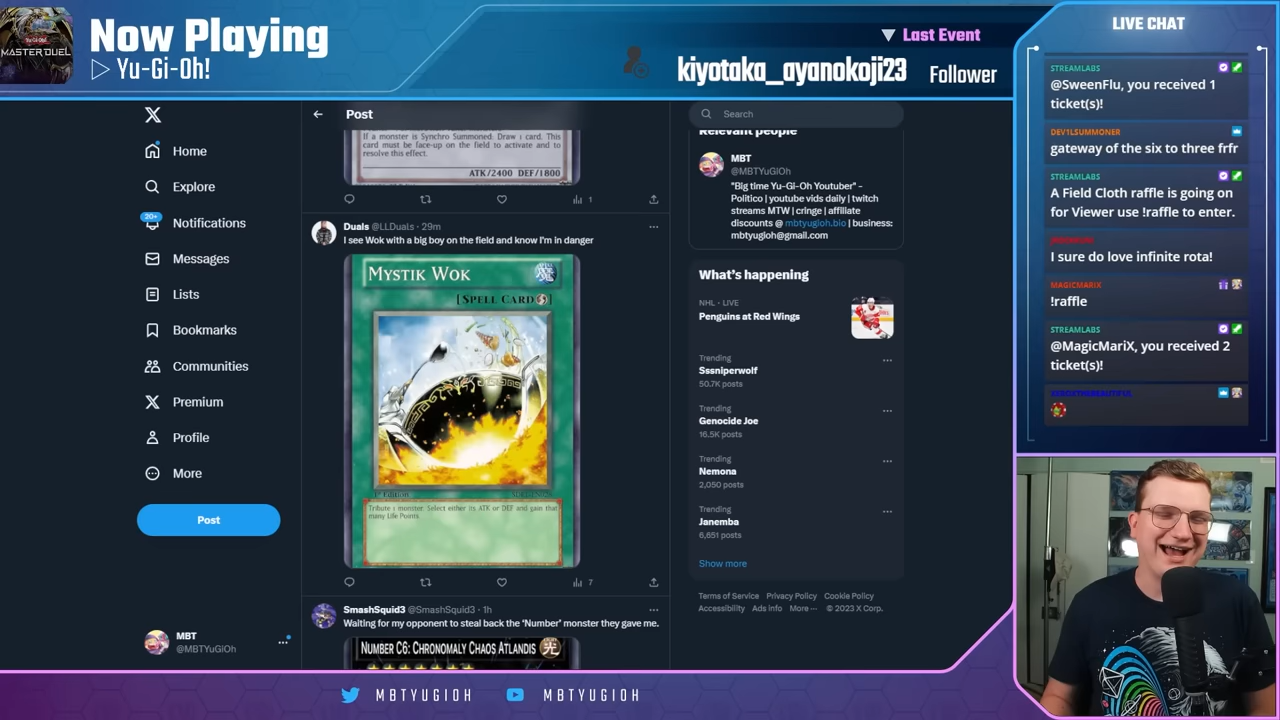 MASTER DUEL
Now Playing
Yu-Gi-Oh!
Last Event
kiyotaka_ayanokoji23 Follower
Home
Explore
20+
Notifications
Messages
Lists
Bookmarks
Communities
Premium
Profile
More
Post
MBT
@MBTYuGiOh
Post
If a monster is Synchro Summoned: Draw 1 card. This
card must be face-up on the field to activate and to
resolve this effect.
ATK/2400 DEF/1800
1
Duals @LLDuals · 29m
I see Wok with a big boy on the field and know I'm in danger
MYSTIK WOK
[SPELL CARD]
1st Edition
Tribute 1 monster. Select either its ATK or DEF and gain that
many Life Points.
7
SmashSquid3 @SmashSquid3 · 1h
Waiting for my opponent to steal back the 'Number' monster they gave me.
NUMBER C6: CHRONOMALY CHAOS ATLANDIS
光
Search
Relevant people
MBT
@MBTYuGiOh
"Big time Yu-Gi-Oh Youtuber" -
Politico | youtube vids daily | twitch
streams MTW | cringe | affiliate
discounts @ mbtyugioh.bio | business:
mbtyugioh@gmail.com
What's happening
NHL · LIVE
Penguins at Red Wings
Trending
Sssniperwolf
50.7K posts
Trending
Genocide Joe
16.5K posts
Trending
Nemona
2,050 posts
Trending
Janemba
6,651 posts
Show more
Terms of Service Privacy Policy Cookie Policy
Accessibility Ads info More ··· © 2023 X Corp.
LIVE CHAT
STREAMLABS
@SweenFlu, you received 1
ticket(s)!
DEV1LSUMMONER
gateway of the six to three frfr
STREAMLABS
A Field Cloth raffle is going on
for Viewer use !raffle to enter.
I sure do love infinite rota!
MAGICMARIX
!raffle
STREAMLABS
@MagicMariX, you received 2
ticket(s)!
MBTYUGIOH
MBTYUGIOH